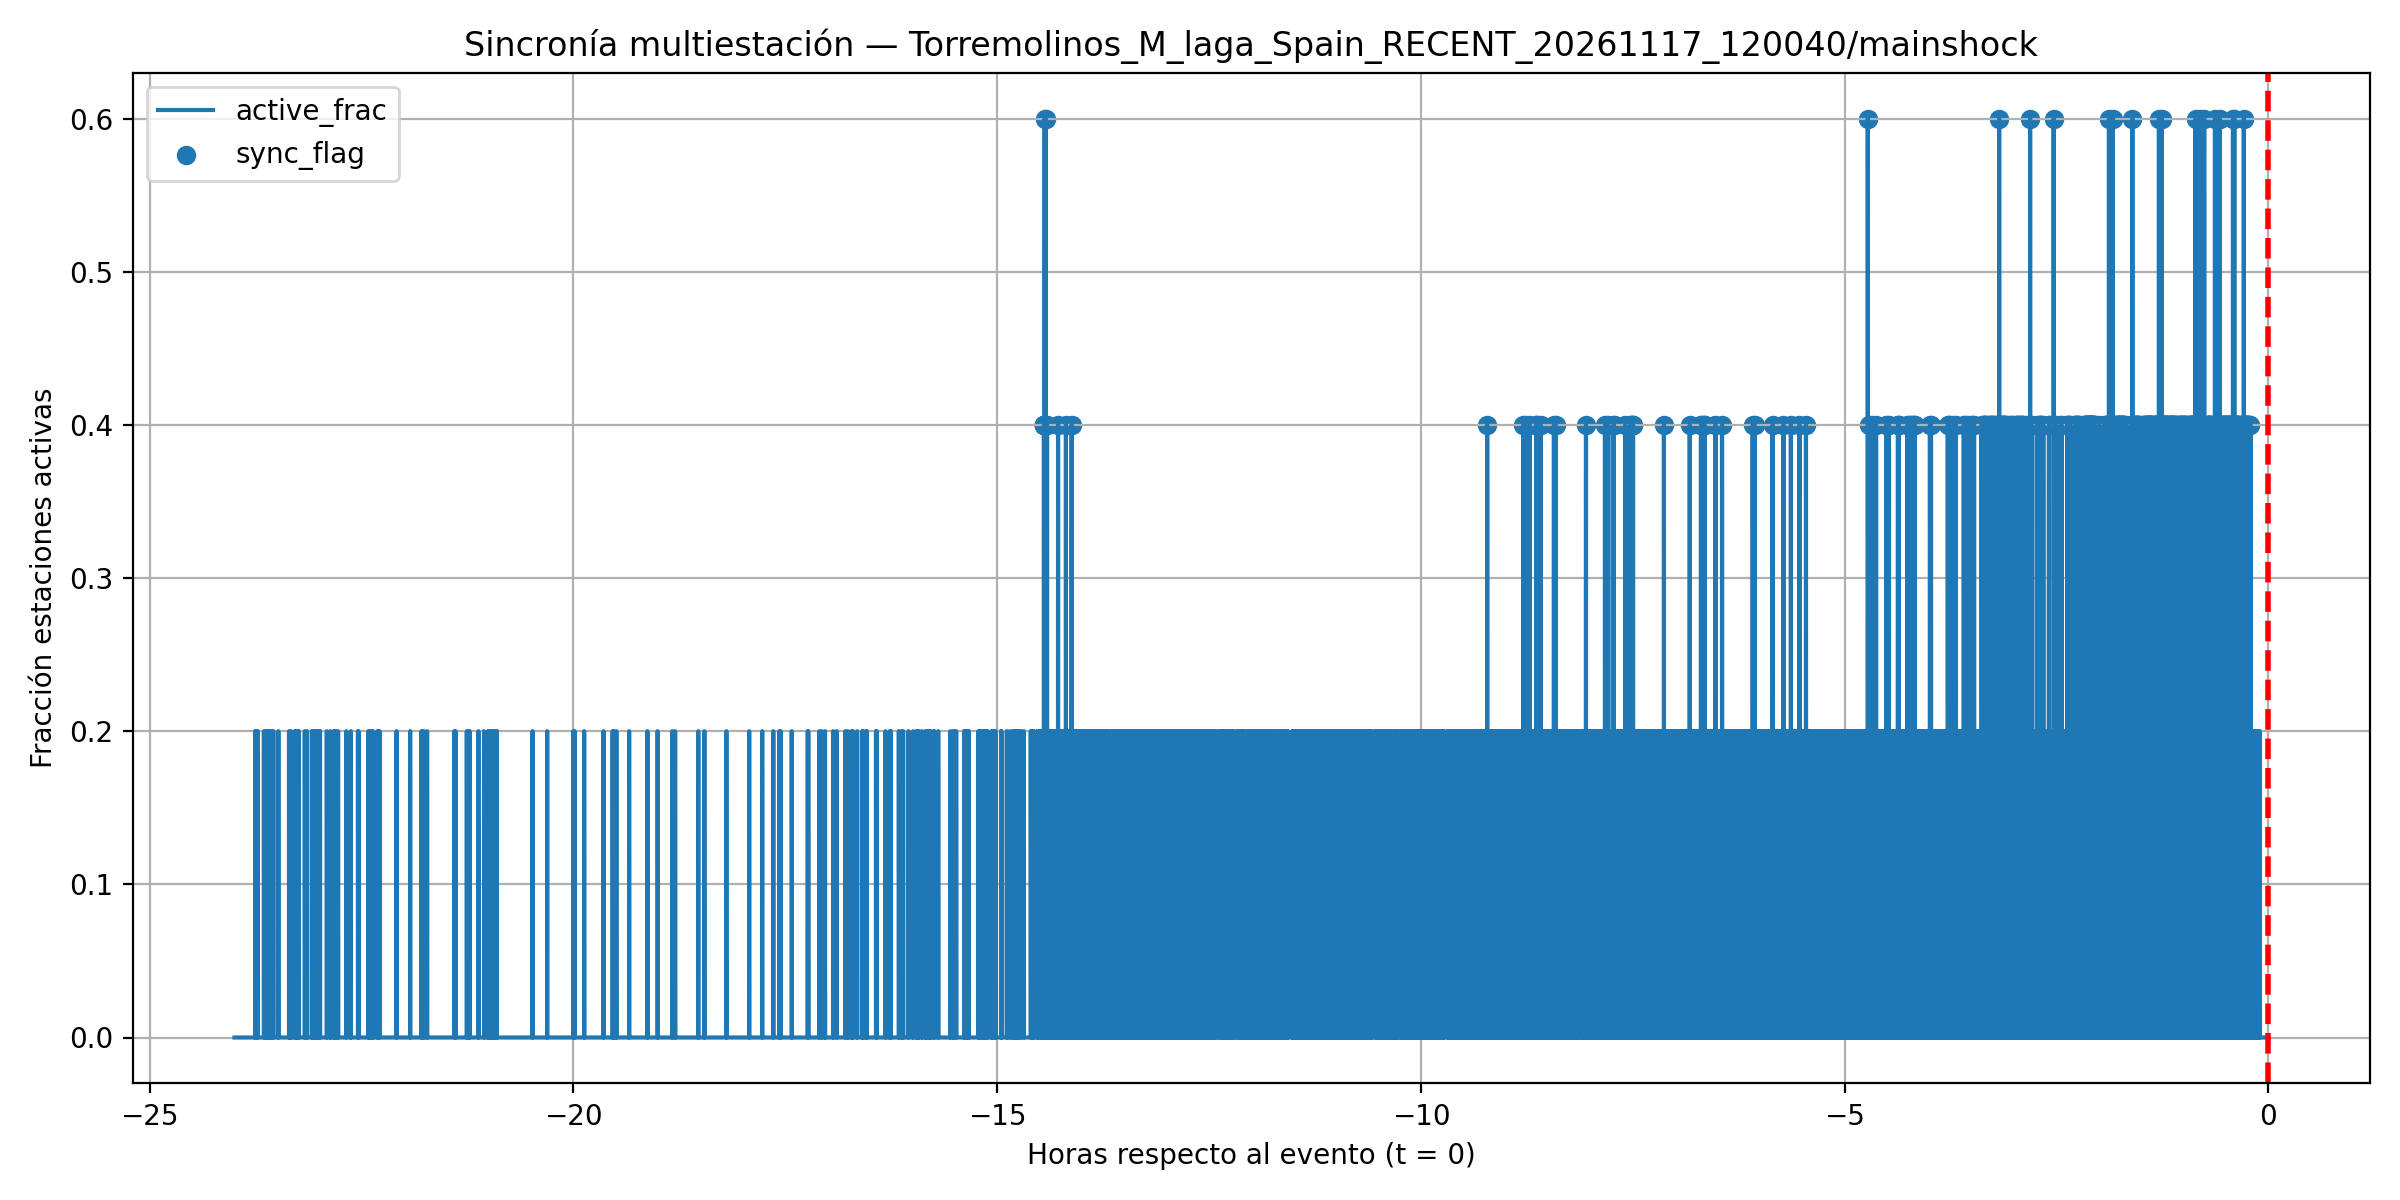 Sincronía multiestación — Torremolinos_M_laga_Spain_RECENT_20261117_120040/mainshock
active_frac
sync_flag
Fracción estaciones activas
0.6
0.5
0.4
0.3
0.2
0.1
0.0
−25
−20
−15
−10
−5
0
Horas respecto al evento (t = 0)